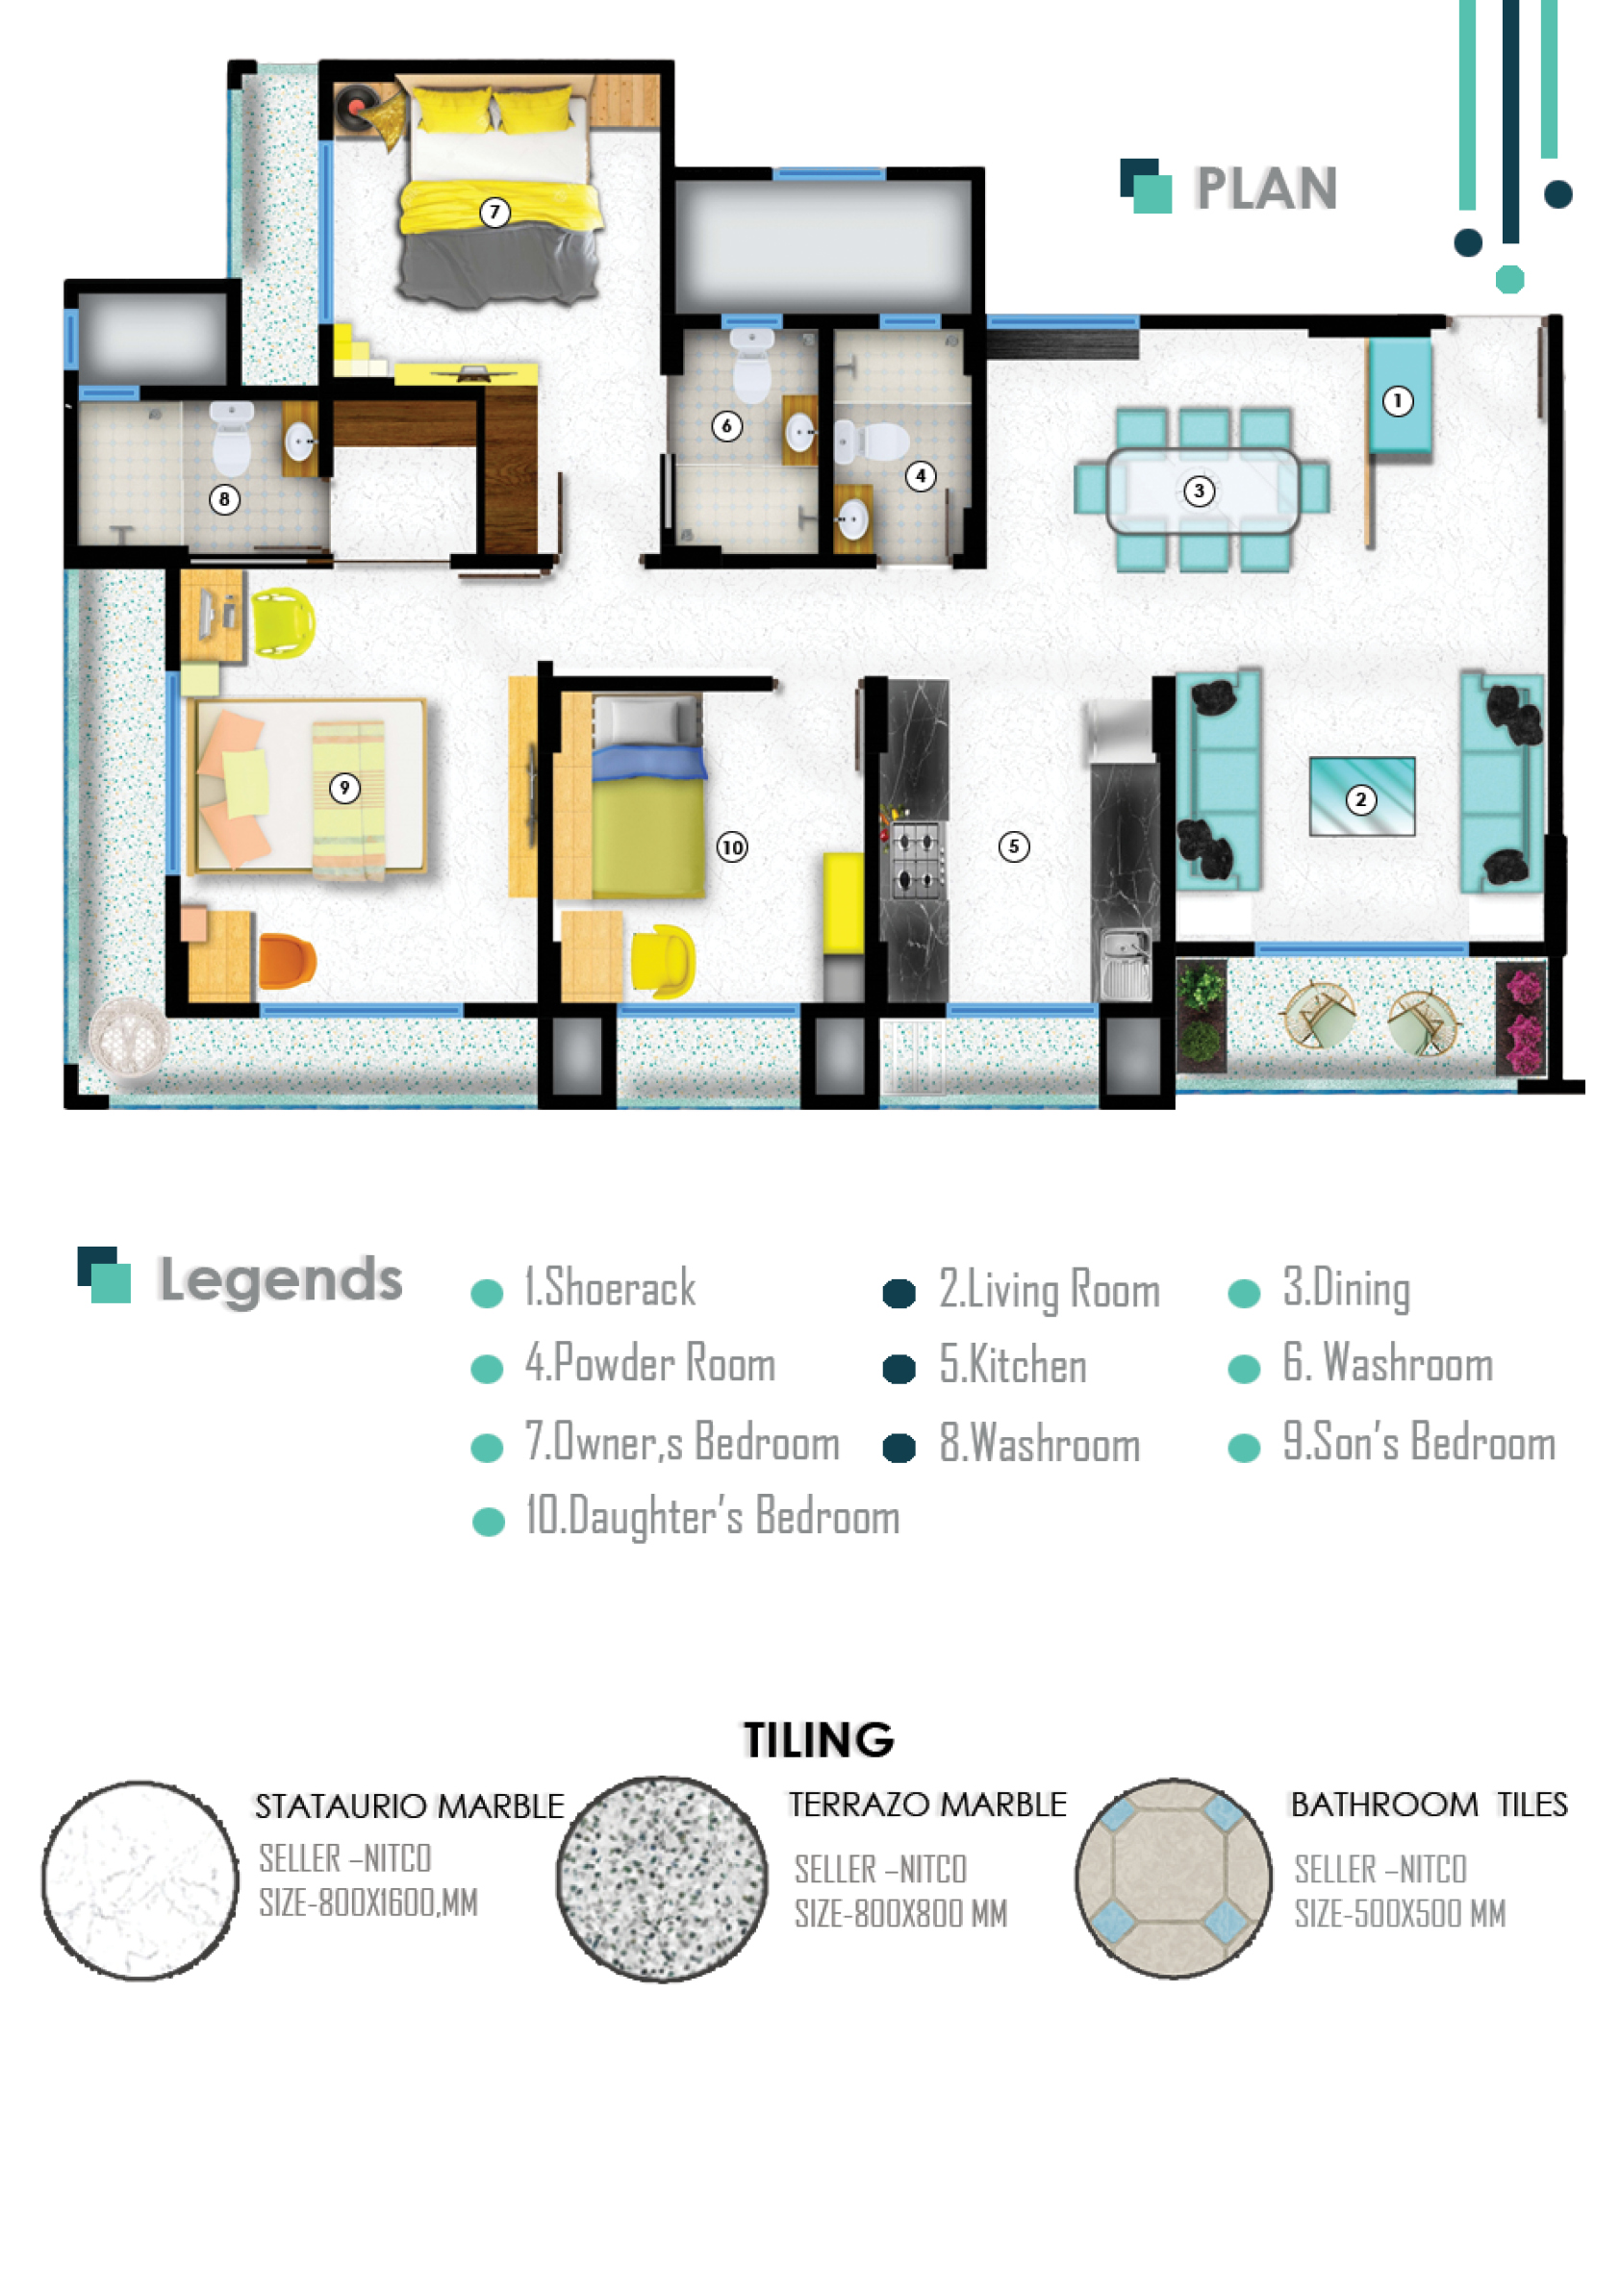 PLAN
7
1
6
3
4
8
9
2
10
5
Legends
1.Shoerack
2.Living Room
3.Dining
4.Powder Room
5.Kitchen
6. Washroom
7.Owner,s Bedroom
8.Washroom
9.Son's Bedroom
10.Daughter's Bedroom
TILING
STATAURIO MARBLE
SELLER –NITCO
SIZE-800X1600,MM
TERRAZO MARBLE
SELLER –NITCO
SIZE-800X800 MM
BATHROOM TILES
SELLER –NITCO
SIZE-500X500 MM